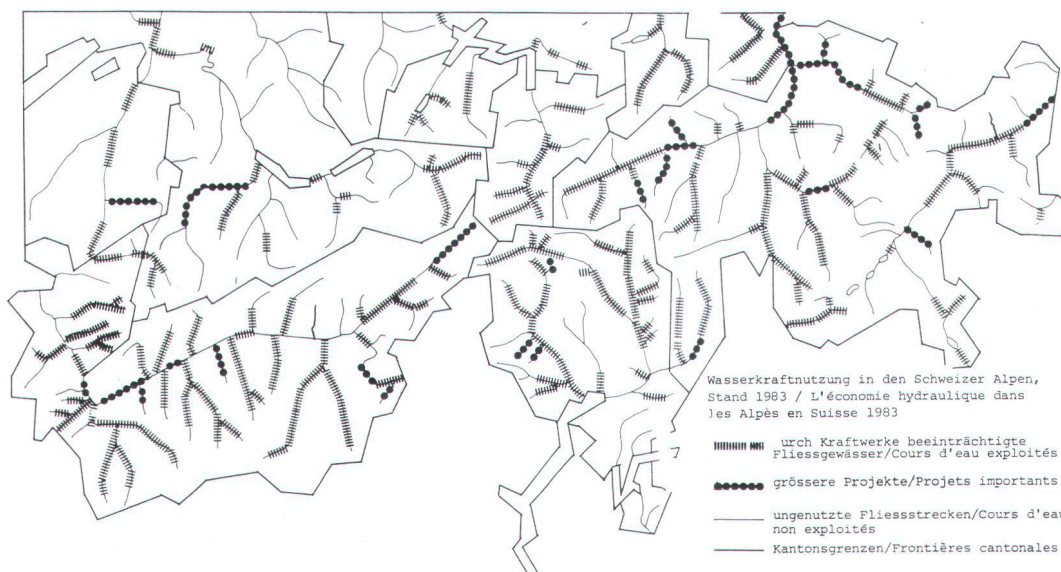 Wasserkraftnutzung in den Schweizer Alpen,
Stand 1983 / L'économie hydraulique dans
les Alpès en Suisse 1983
urch Kraftwerke beeinträchtigte
Fliessgewässer/Cours d'eau exploités
grössere Projekte/Projets importants
ungenutzte Fliessstrecken/Cours d'eau
non exploités
Kantonsgrenzen/Frontières cantonales